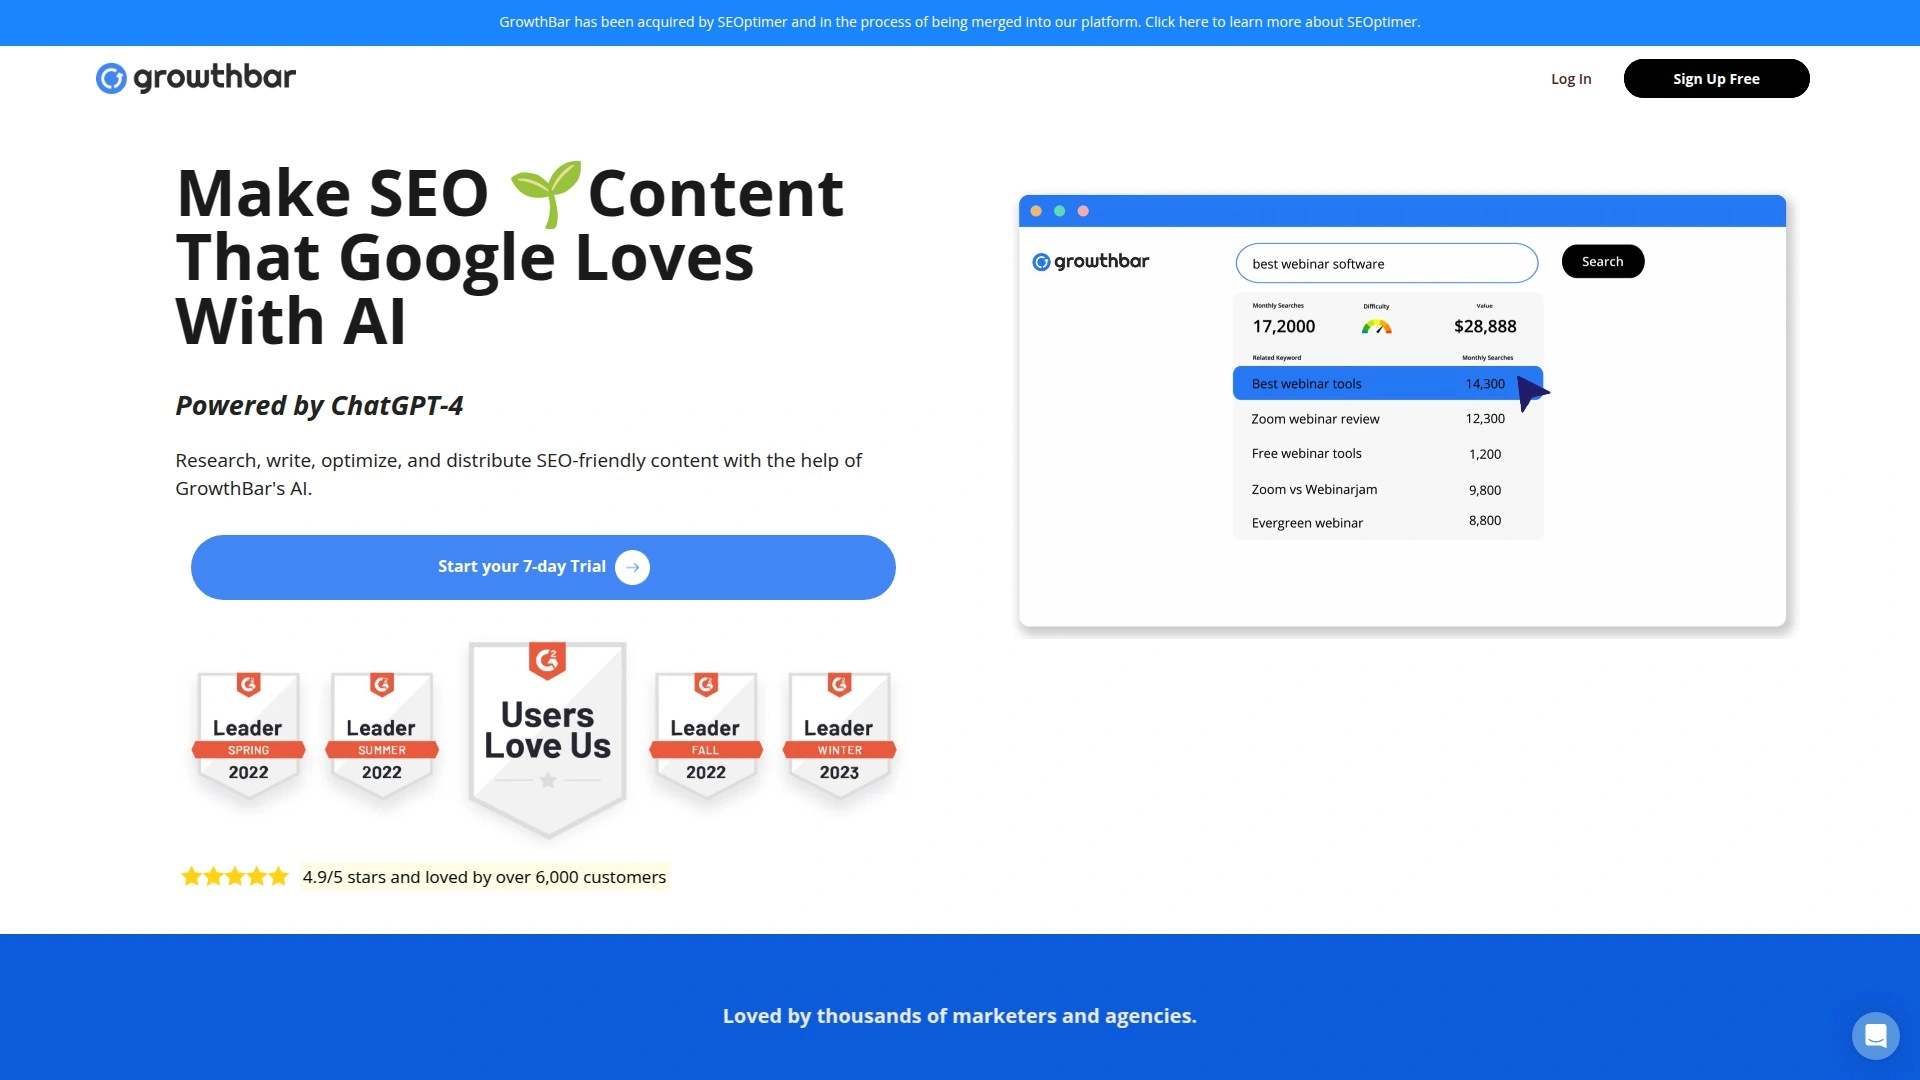 GrowthBar has been acquired by SEOptimer and in the process of being merged into our platform. Click here to learn more about SEOptimer.
growthbar
Log In
Sign Up Free
Make SEO 🌱Content
That Google Loves
With AI
Powered by ChatGPT-4
Research, write, optimize, and distribute SEO-friendly content with the help of
GrowthBar's AI.
Start your 7-day Trial
G2
Leader
SPRING
2022
G2
Leader
SUMMER
2022
G2
Users
Love Us
G2
Leader
FALL
2022
G2
Leader
WINTER
2023
4.9/5 stars and loved by over 6,000 customers
growthbar
best webinar software
Search
Monthly Searches Difficulty Value
17,2000 $28,888
Related Keyword Monthly Searches
Best webinar tools 14,300
Zoom webinar review 12,300
Free webinar tools 1,200
Zoom vs Webinarjam 9,800
Evergreen webinar 8,800
Loved by thousands of marketers and agencies.